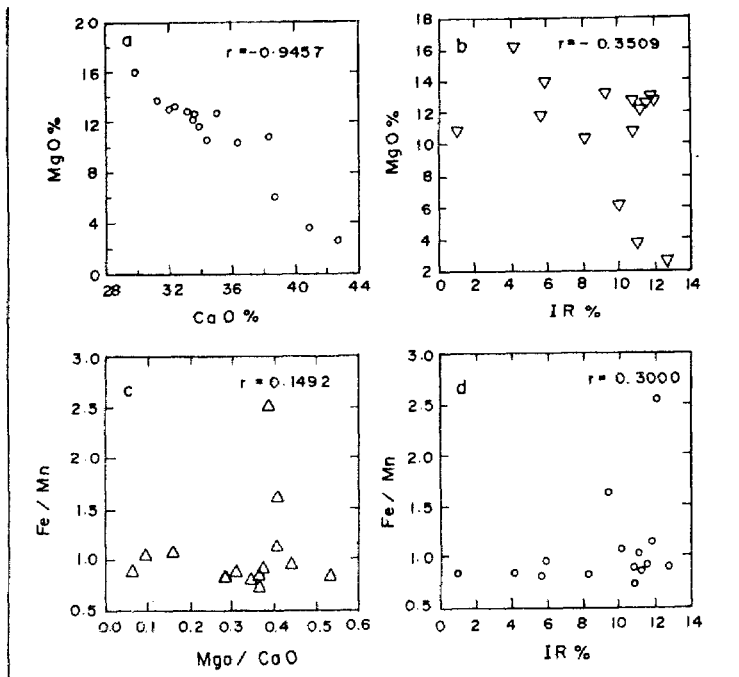 a
r = -0.9457
20
16
12
8
4
0
MgO %
28 32 36 40 44
CaO %
b
r = - 0.3509
18
16
14
12
10
8
6
4
2
MgO %
0 2 4 6 8 10 12 14
IR %
c
r = 0.1492
3.0
2.5
2.0
1.5
1.0
0.5
Fe / Mn
0.0 0.1 0.2 0.3 0.4 0.5 0.6
Mgo / CaO
d
r = 0.3000
3.0
2.5
2.0
1.5
1.0
0.5
Fe / Mn
0 2 4 6 8 10 12 14
IR %